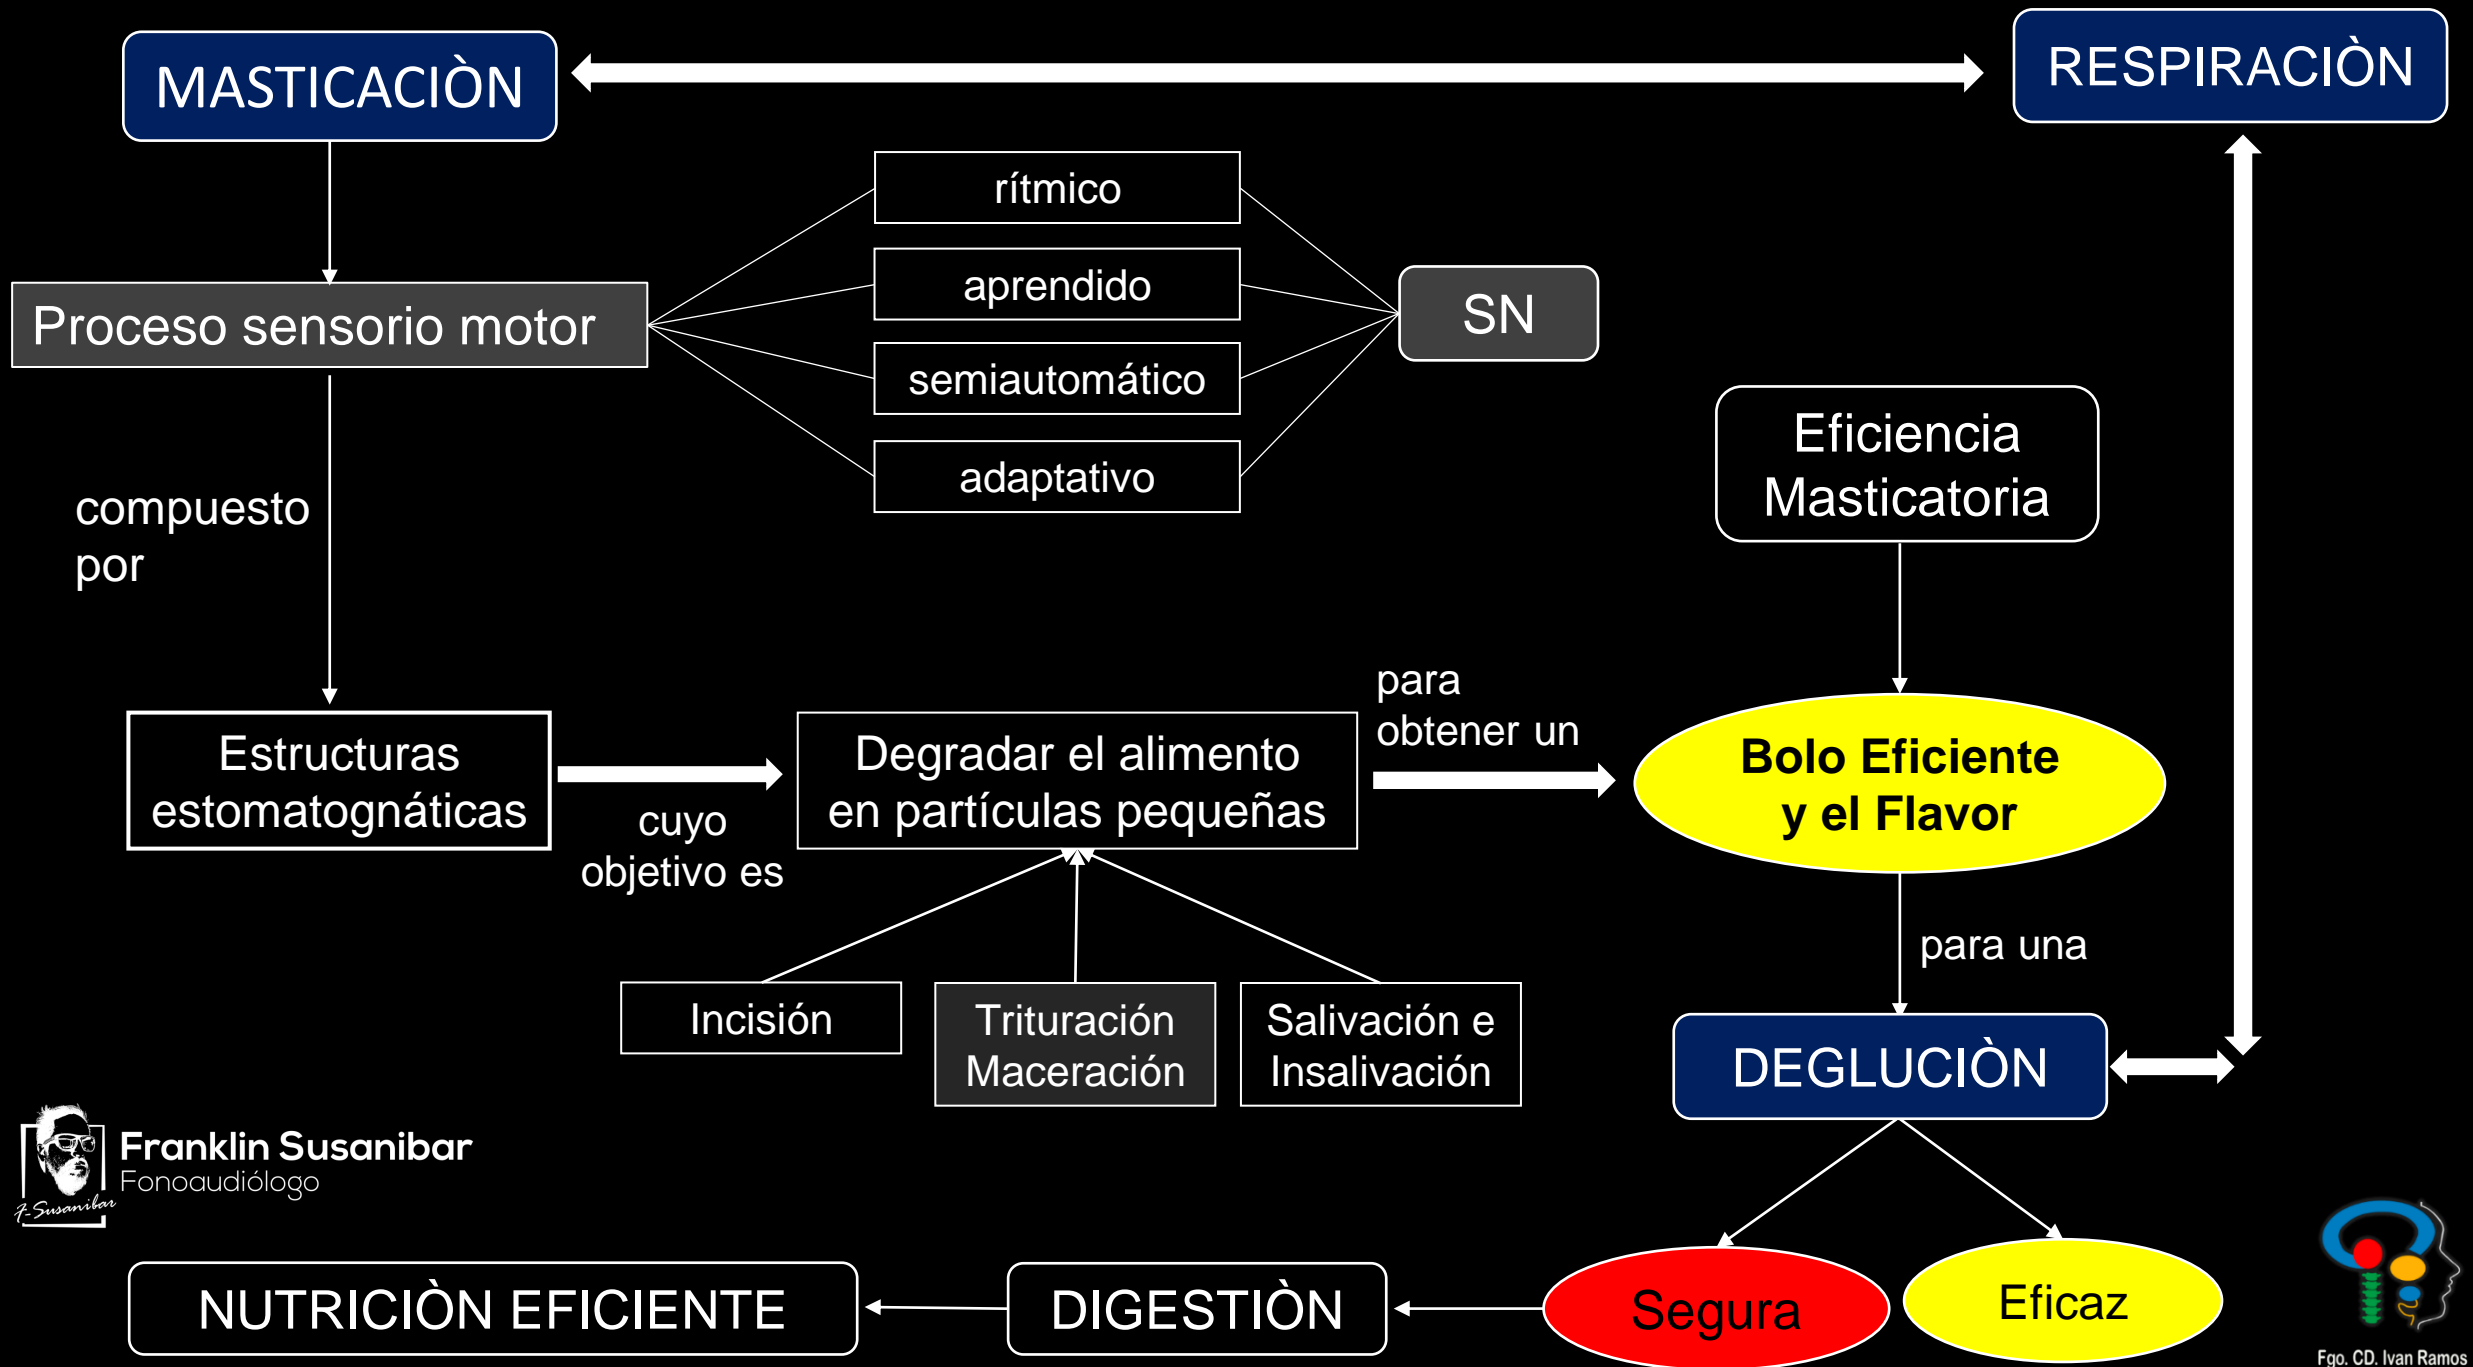 MASTICACIÒN
RESPIRACIÒN
rítmico
aprendido
semiautomático
adaptativo
Proceso sensorio motor
SN
Eficiencia
Masticatoria
compuesto
por
Estructuras
estomatognáticas
cuyo
objetivo es
Degradar el alimento
en partículas pequeñas
para
obtener un
Bolo Eficiente
y el Flavor
para una
Incisión
Trituración
Maceración
Salivación e
Insalivación
DEGLUCIÒN
Franklin Susanibar
Fonoaudiólogo
F-Susanibar
NUTRICIÒN EFICIENTE
DIGESTIÒN
Segura
Eficaz
Fgo. CD. Ivan Ramos